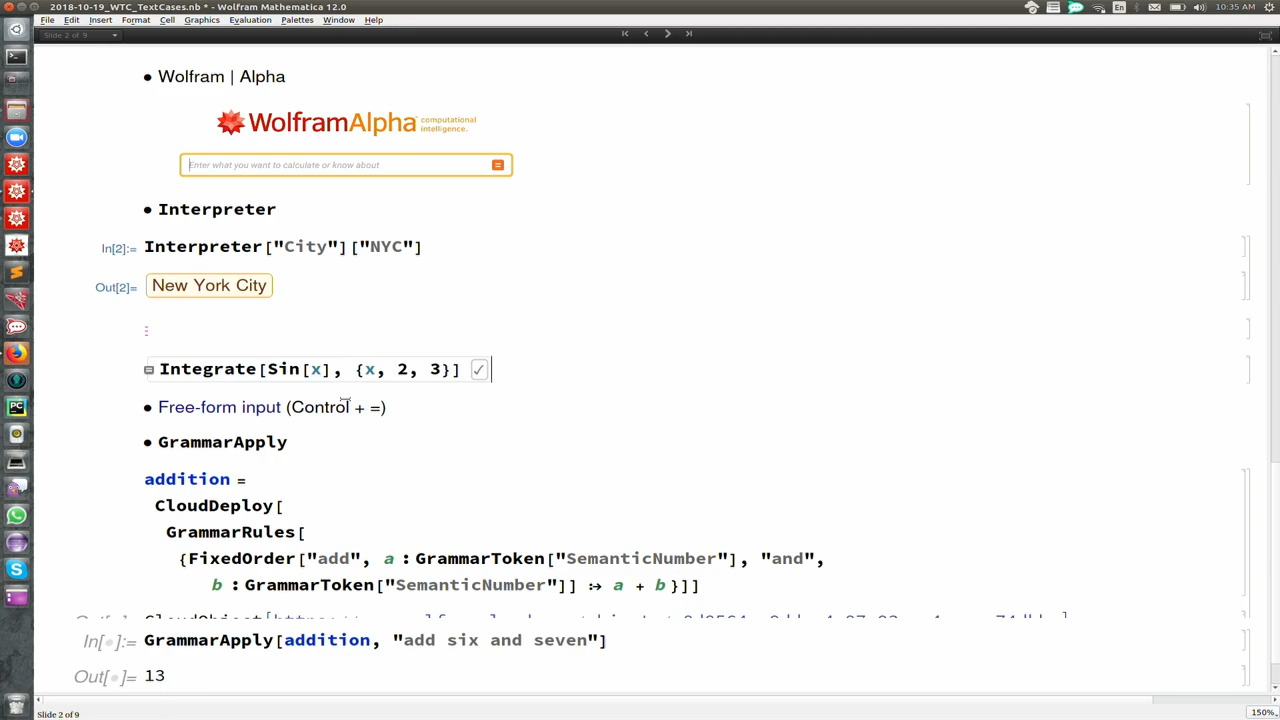 2018-10-19_WTC_TextCases.nb * - Wolfram Mathematica 12.0
En
10:35 AM
File Edit Insert Format Cell Graphics Evaluation Palettes Window Help
Slide 2 of 9
• Wolfram | Alpha
WolframAlpha computational intelligence.
Enter what you want to calculate or know about
• Interpreter
In[2]:= Interpreter["City"]["NYC"]
Out[2]= New York City
Integrate[Sin[x], {x, 2, 3}]
• Free-form input (Control + =)
• GrammarApply
addition =
CloudDeploy[
GrammarRules[
{FixedOrder["add", a : GrammarToken["SemanticNumber"], "and",
b : GrammarToken["SemanticNumber"]] :> a + b }]]
In[•]:= GrammarApply[addition, "add six and seven"]
Out[•]= 13
Slide 2 of 9
150%